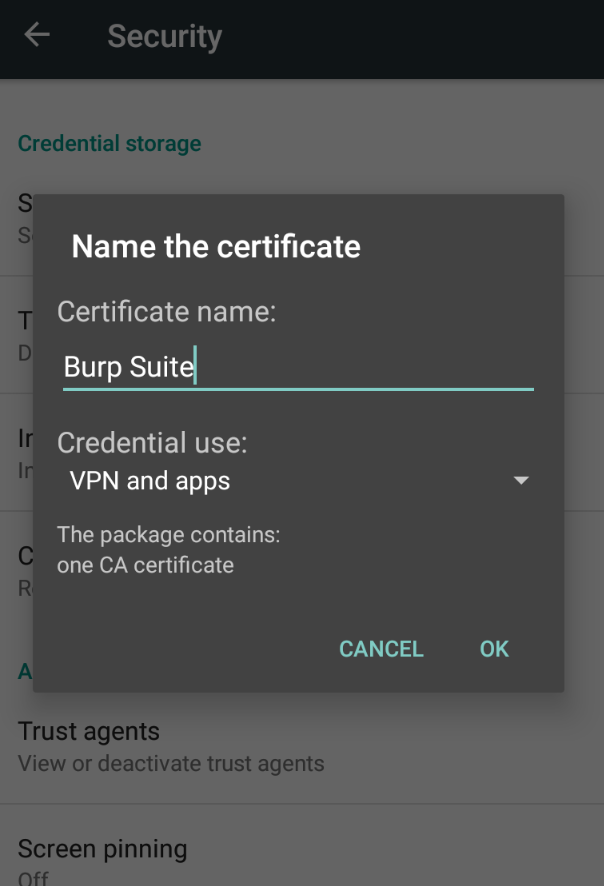 Security
Credential storage
Name the certificate
Certificate name:
Burp Suite
Credential use:
VPN and apps
The package contains:
one CA certificate
CANCEL OK
Trust agents
View or deactivate trust agents
Screen pinning
Off